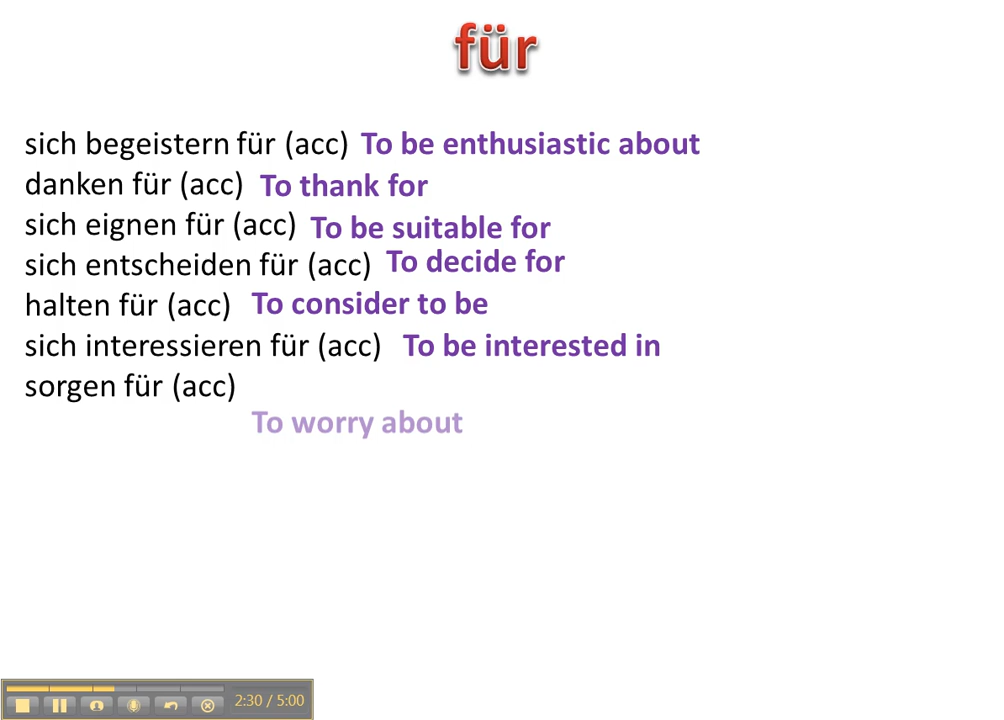 für
sich begeistern für (acc) To be enthusiastic about
danken für (acc) To thank for
sich eignen für (acc) To be suitable for
sich entscheiden für (acc) To decide for
halten für (acc) To consider to be
sich interessieren für (acc) To be interested in
sorgen für (acc)
To worry about
2:30 / 5:00